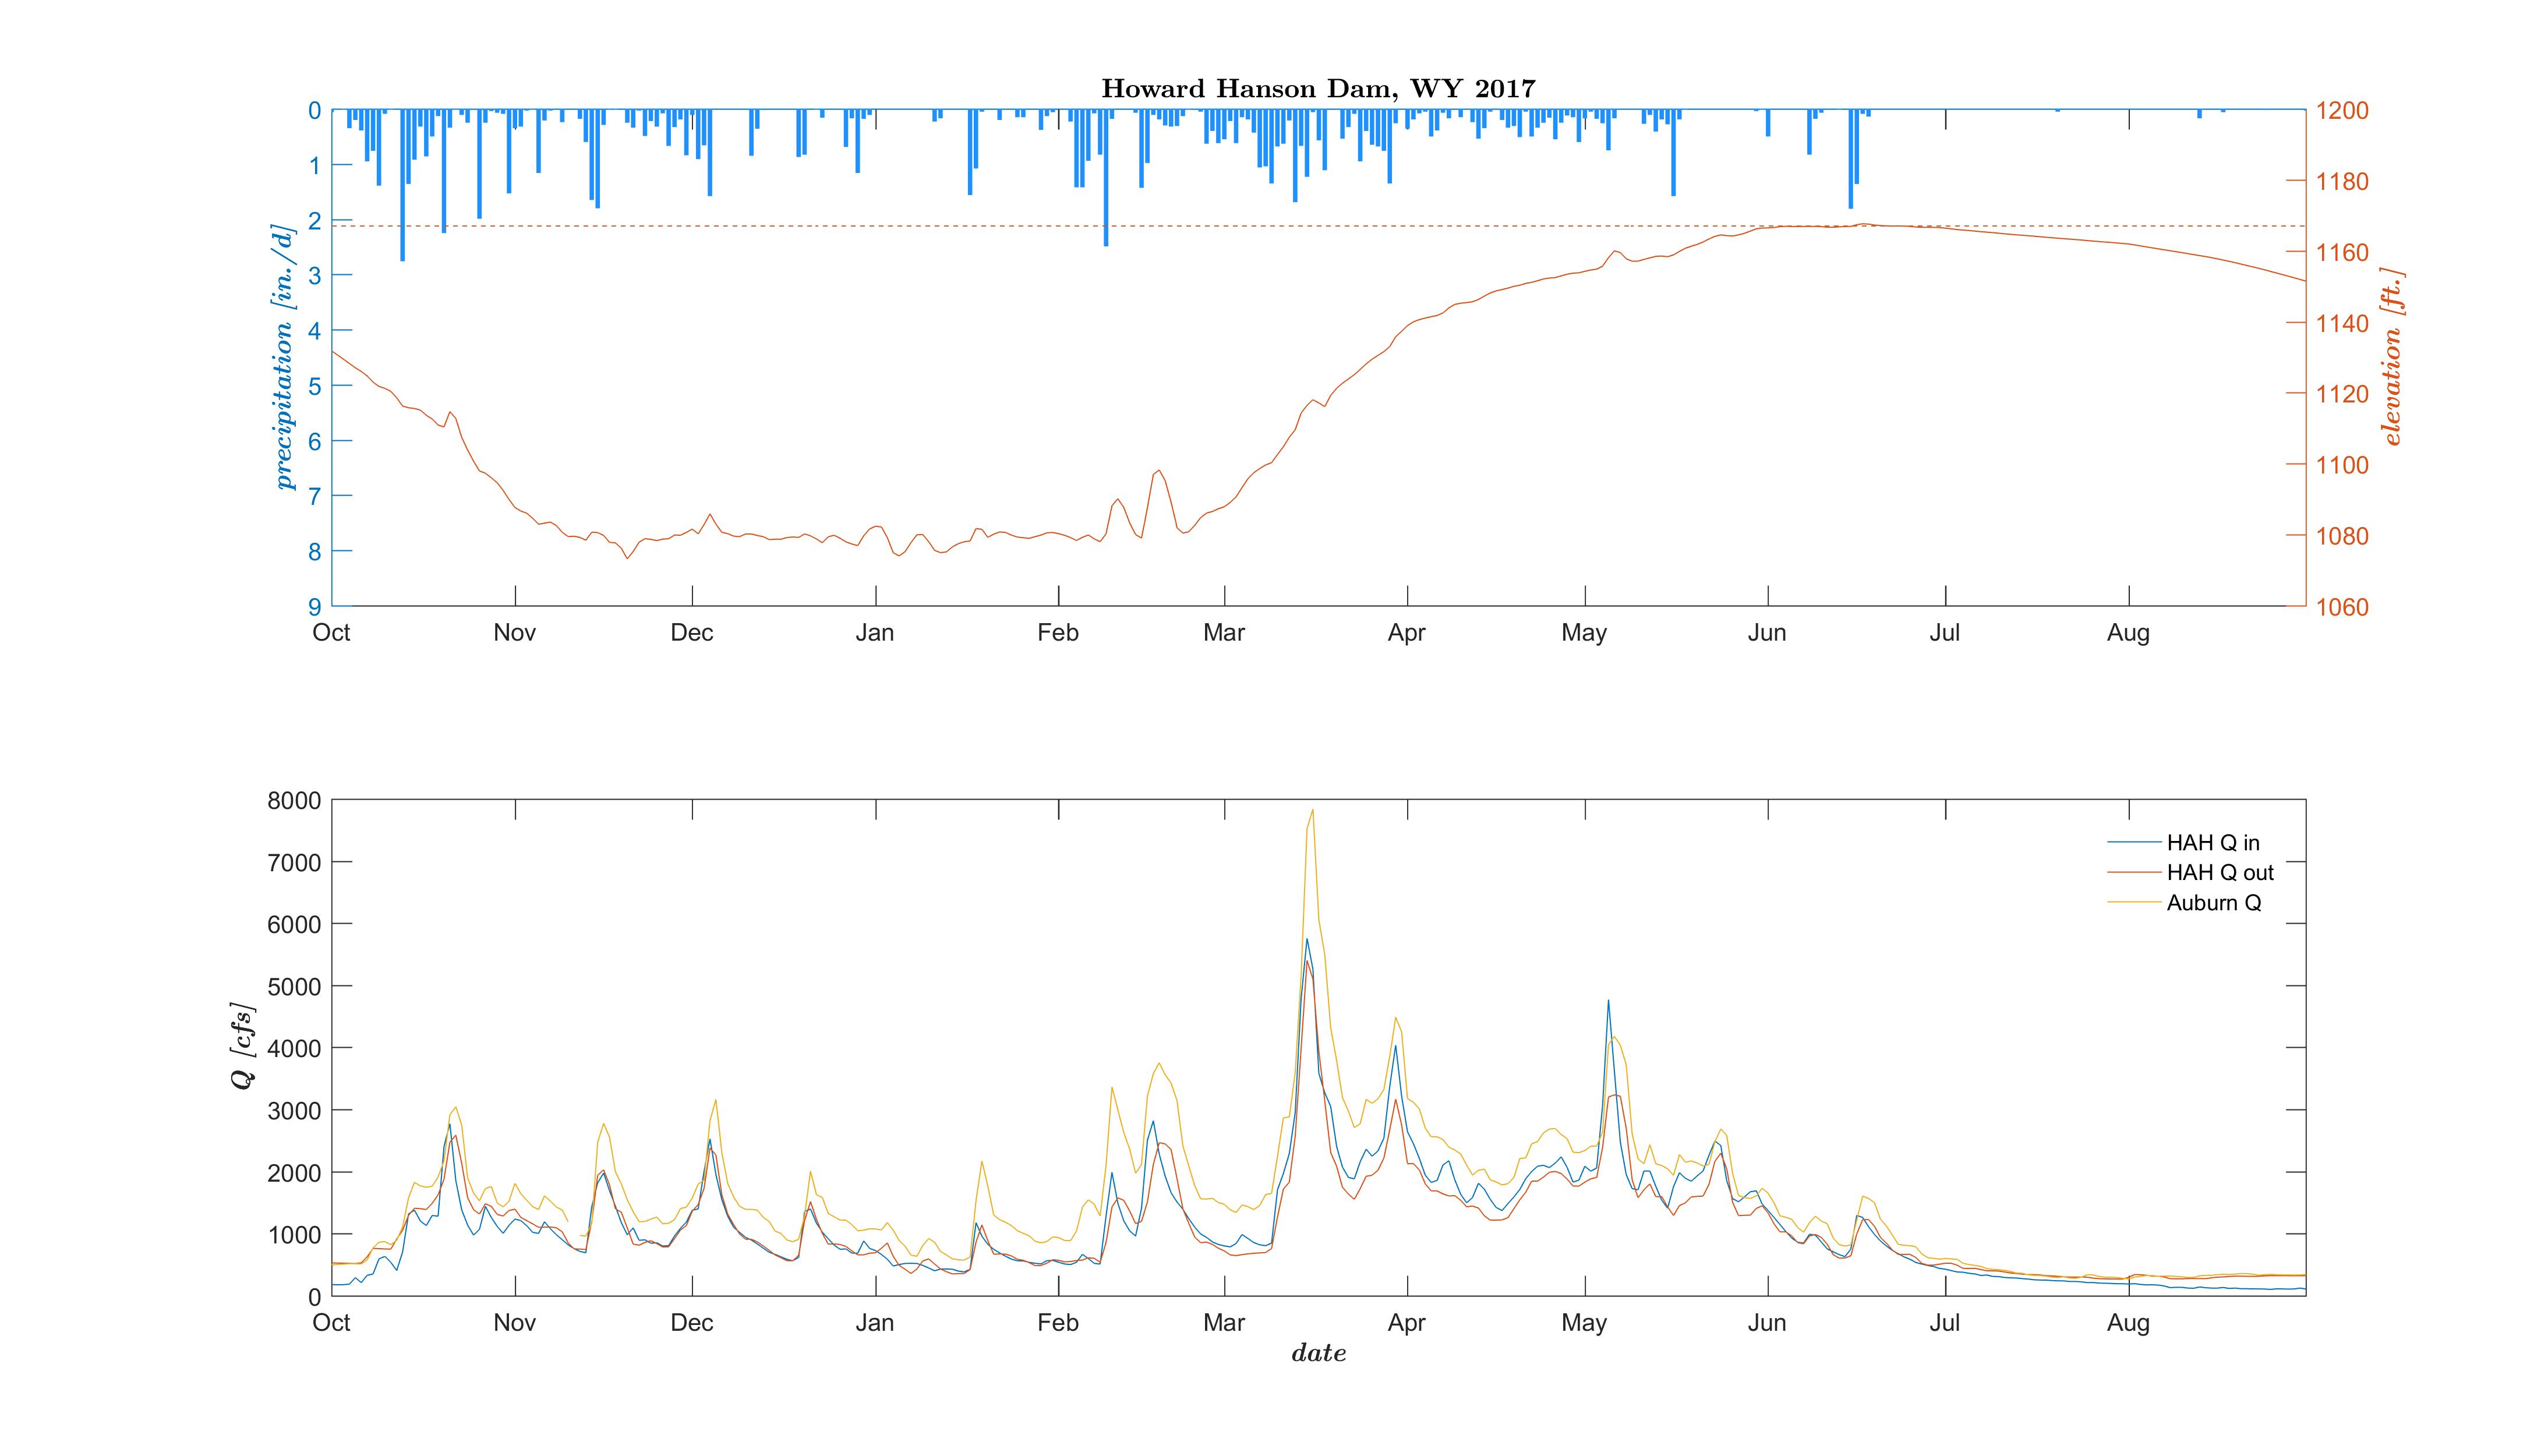 Howard Hanson Dam, WY 2017
precipitation [in./d]
0
1
2
3
4
5
6
7
8
9
1200
1180
1160
1140
1120
1100
1080
1060
elevation [ft.]
Oct Nov Dec Jan Feb Mar Apr May Jun Jul Aug
Q [cfs]
8000
7000
6000
5000
4000
3000
2000
1000
0
HAH Q in
HAH Q out
Auburn Q
Oct Nov Dec Jan Feb Mar Apr May Jun Jul Aug
date